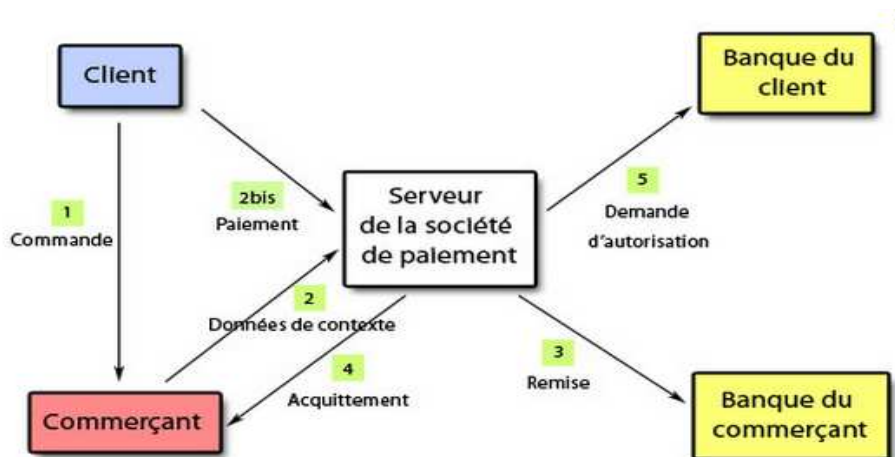 Client
Banque du
client
1
Commande
2bis
Paiement
Serveur
de la société
de paiement
5
Demande
d'autorisation
2
Données de contexte
4
Acquittement
3
Remise
Commerçant
Banque du
commerçant